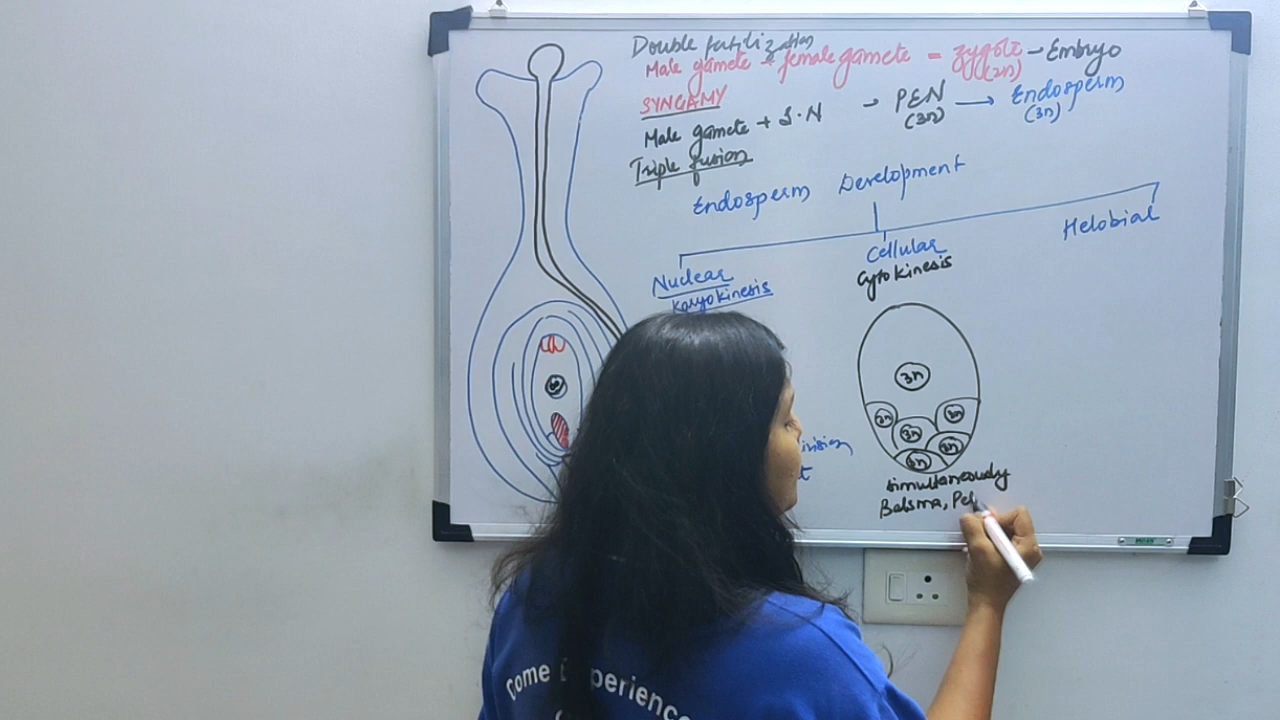 Double fertilization
Male gamete + female gamete = zygote - Embryo
(2n)
SYNGAMY
Male gamete + S.N → PEN → Endosperm
(3n) (3n)
Triple fusion
Endosperm Development
Nuclear Cellular Helobial
Karyokinesis Cytokinesis
3n
3n 3n
3n 3n
3n
simultaneously
Balsma, Pet
Come Experience